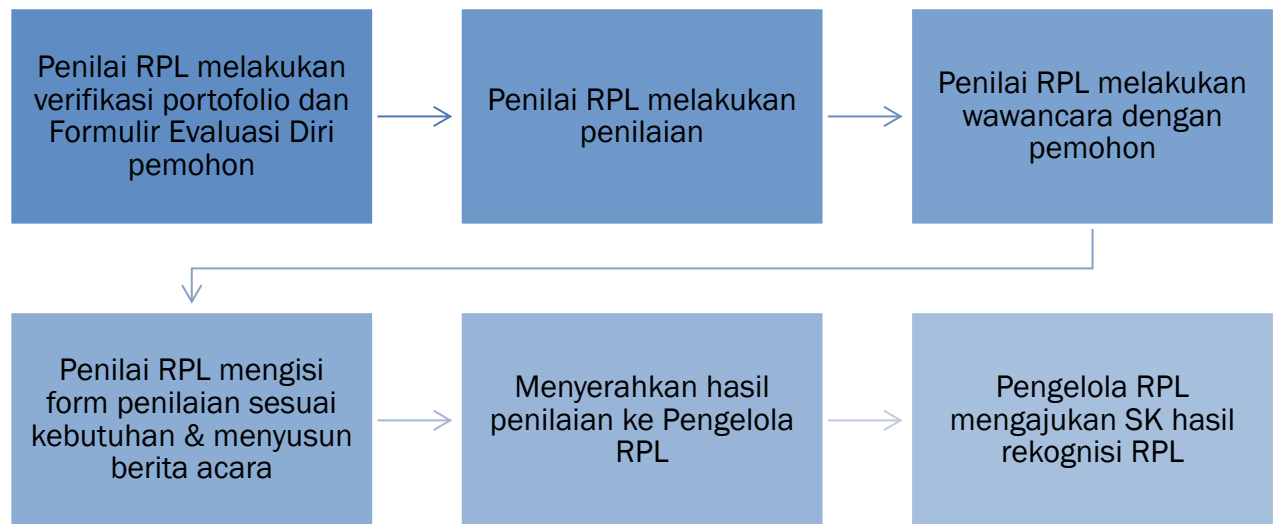 Penilai RPL melakukan
verifikasi portofolio dan
Formulir Evaluasi Diri
pemohon
Penilai RPL melakukan
penilaian
Penilai RPL melakukan
wawancara dengan
pemohon
Penilai RPL mengisi
form penilaian sesuai
kebutuhan & menyusun
berita acara
Menyerahkan hasil
penilaian ke Pengelola
RPL
Pengelola RPL
mengajukan SK hasil
rekognisi RPL